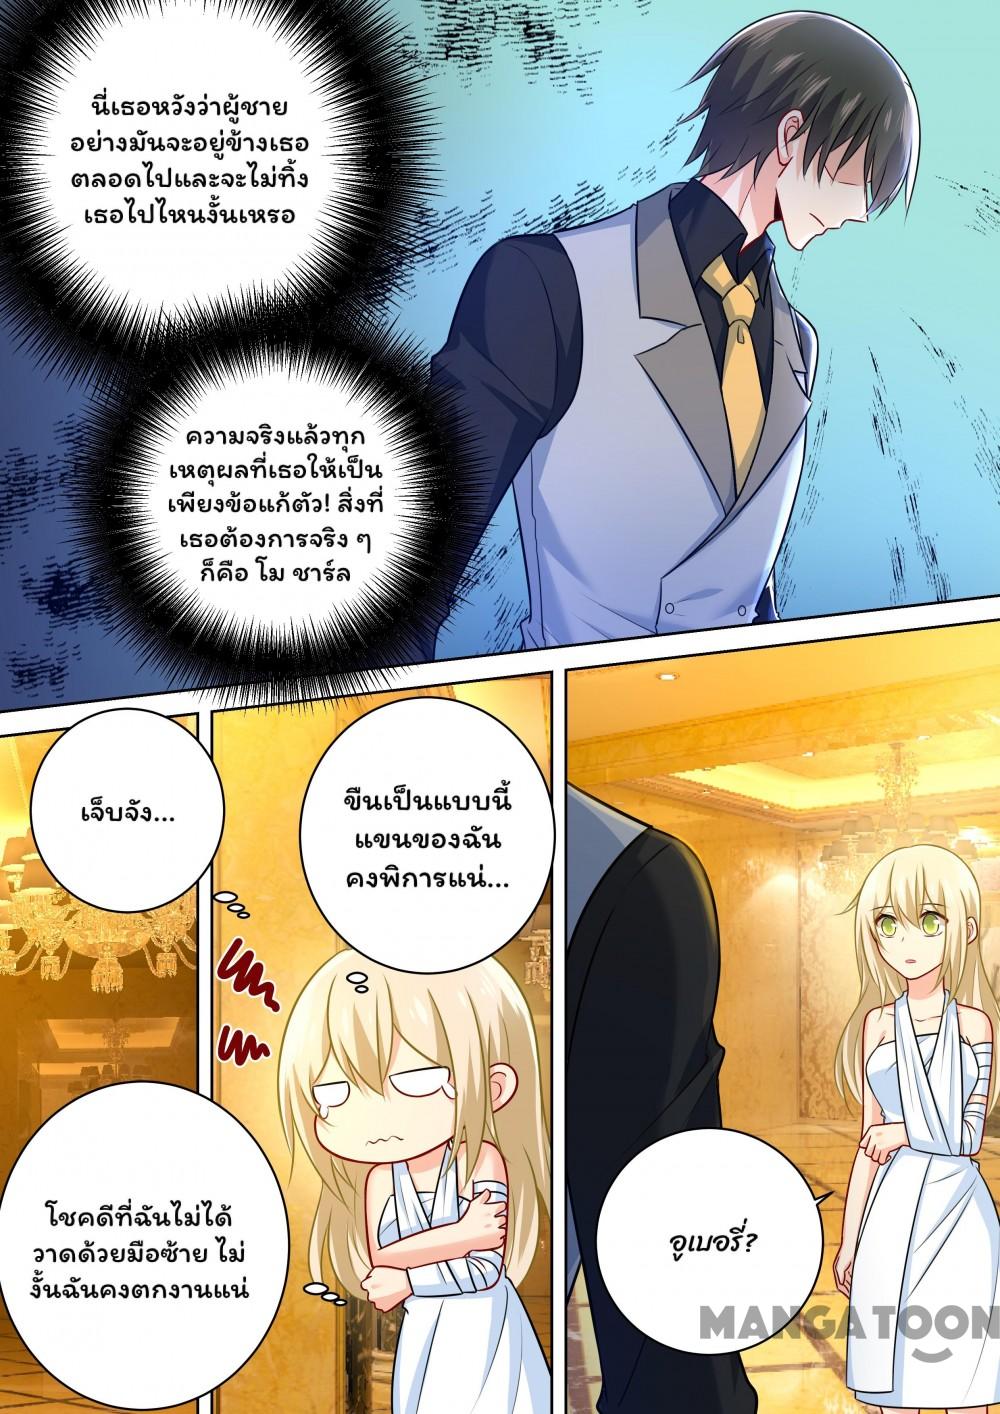 นี่เธอหวังว่าผู้ชาย
อย่างมันจะอยู่ข้างเธอ
ตลอดไปและจะไม่ทิ้ง
เธอไปไหนงั้นเหรอ
ความจริงแล้วทุก
เหตุผลที่เธอให้เป็น
เพียงข้อแก้ตัว! สิ่งที่
เธอต้องการจริง ๆ
ก็คือ โม ชาร์ล
เจ็บจัง...
ขืนเป็นแบบนี้
แขนของฉัน
คงพิการแน่...
โชคดีที่ฉันไม่ได้
วาดด้วยมือซ้าย ไม่
งั้นฉันคงตกงานแน่
อูเบอรี่?
MANGATOON